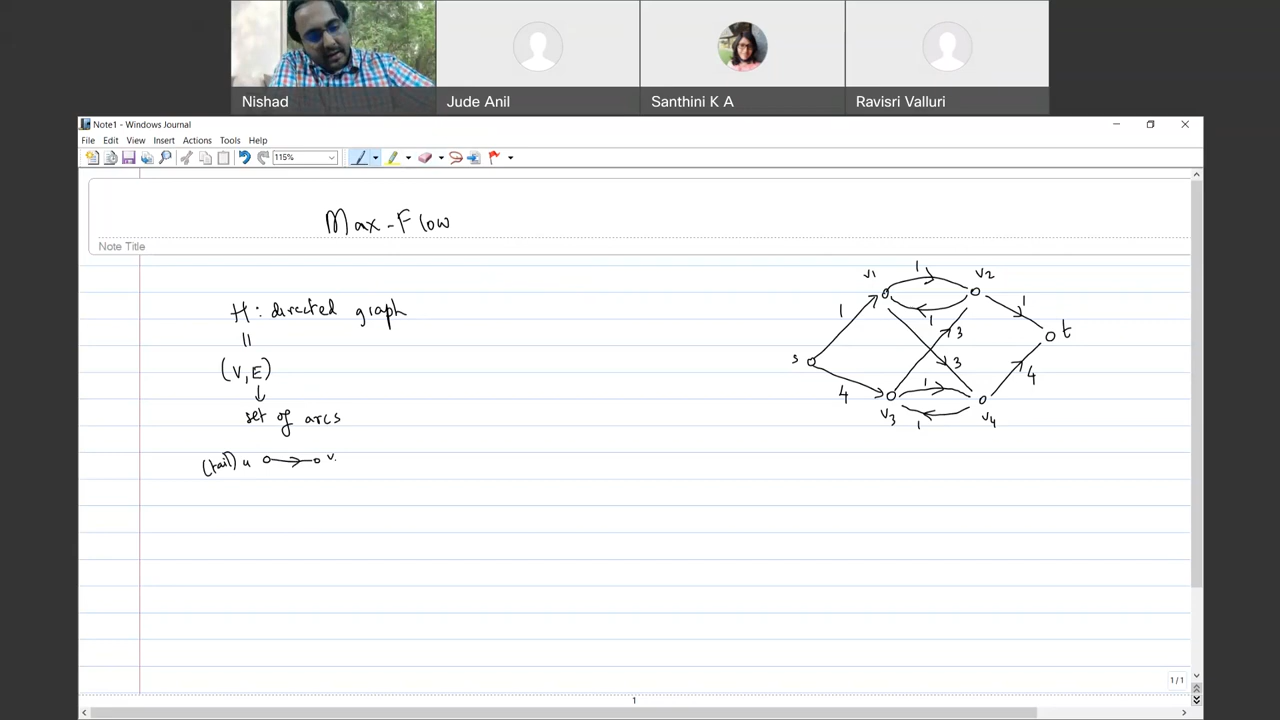 Nishad
Jude Anil
Santhini K A
Ravisri Valluri
Note1 - Windows Journal
File Edit View Insert Actions Tools Help
115%
Max-Flow
Note Title
H : directed graph
=
(V,E)
set of arcs
(tail) u v
v1 1 v2
1 1 1
s 3 t
3
4 1 4
v3 1 v4
1/1
1